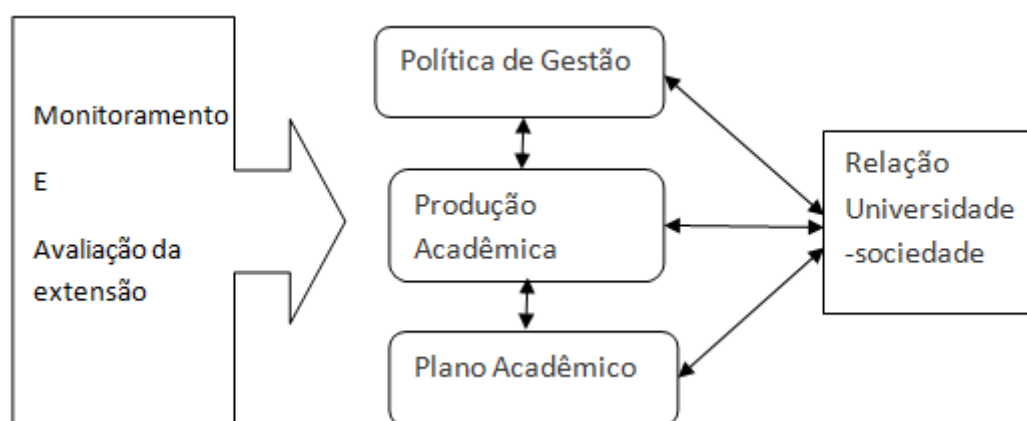 Monitoramento
E
Avaliação da
extensão
Política de Gestão
Produção
Acadêmica
Plano Acadêmico
Relação
Universidade
-sociedade